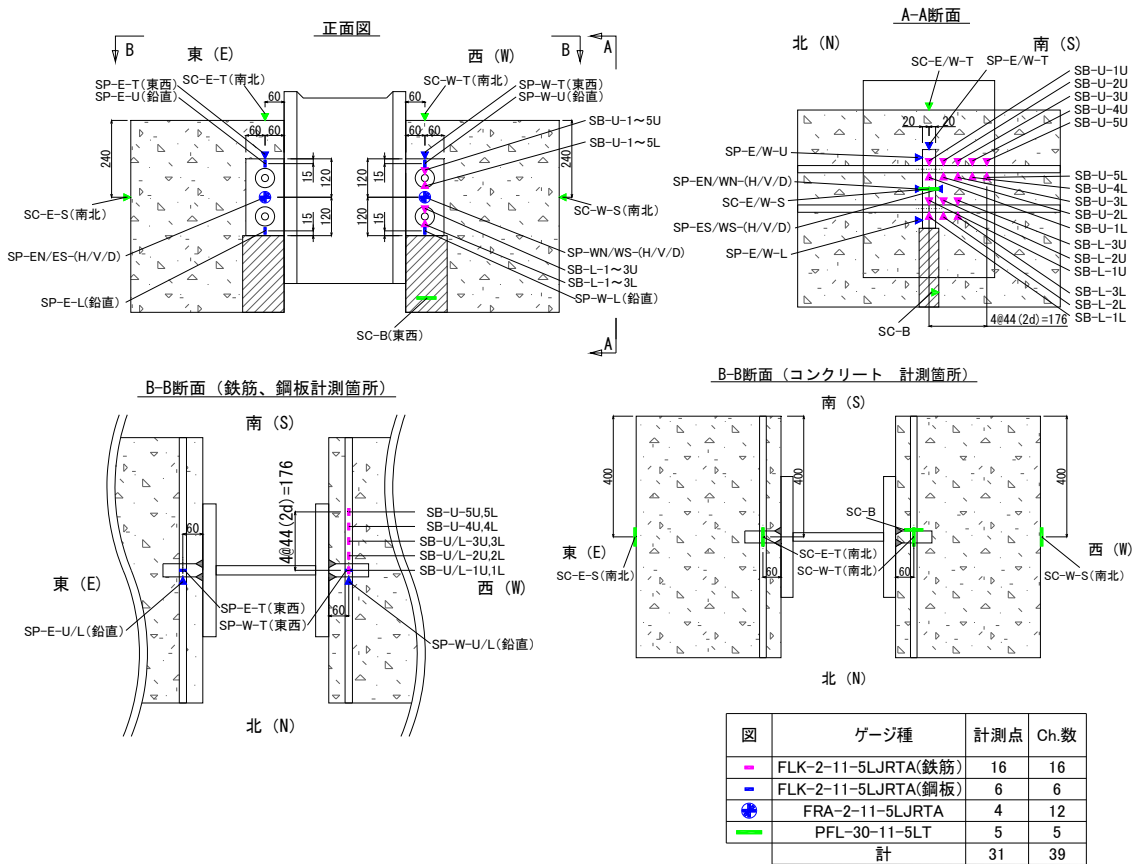 正面図
B
B
A
東 (E)
西 (W)
SP-E-T(東西)
SP-E-U(鉛直)
SC-E-T(南北)
SC-W-T(南北)
SP-W-T(東西)
SP-W-U(鉛直)
SB-U-1～5U
SB-U-1～5L
60
60
60 60
60 60
240
240
15
120
120
15
120
120
15
15
SC-E-S(南北)
SC-W-S(南北)
SP-EN/ES-(H/V/D)
SP-WN/WS-(H/V/D)
SB-L-1～3U
SB-L-1～3L
SP-E-L(鉛直)
SP-W-L(鉛直)
SC-B(東西)
A
A-A断面
北 (N)
南 (S)
SC-E/W-T
SP-E/W-T
SB-U-1U
SB-U-2U
SB-U-3U
SB-U-4U
SB-U-5U
20
20
SP-E/W-U
SP-EN/WN-(H/V/D)
SC-E/W-S
SP-ES/WS-(H/V/D)
SP-E/W-L
SB-U-5L
SB-U-4L
SB-U-3L
SB-U-2L
SB-U-1L
SB-L-3U
SB-L-2U
SB-L-1U
SB-L-3L
SB-L-2L
SB-L-1L
SC-B
4@44(2d)=176
B-B断面(鉄筋、鋼板計測箇所)
南 (S)
4@44(2d)=176
SB-U-5U,5L
SB-U-4U,4L
SB-U/L-3U,3L
SB-U/L-2U,2L
SB-U/L-1U,1L
60
東 (E)
西 (W)
SP-E-T(東西)
SP-W-T(東西)
60
SP-E-U/L(鉛直)
SP-W-U/L(鉛直)
北 (N)
B-B断面(コンクリート 計測箇所)
南 (S)
400
400
SC-B
東 (E)
西 (W)
SC-E-S(南北)
SC-E-T(南北)
SC-W-T(南北)
SC-W-S(南北)
60
60
北 (N)
図 ゲージ種 計測点 Ch.数
FLK-2-11-5LJRTA(鉄筋) 16 16
FLK-2-11-5LJRTA(鋼板) 6 6
FRA-2-11-5LJRTA 4 12
PFL-30-11-5LT 5 5
計 31 39